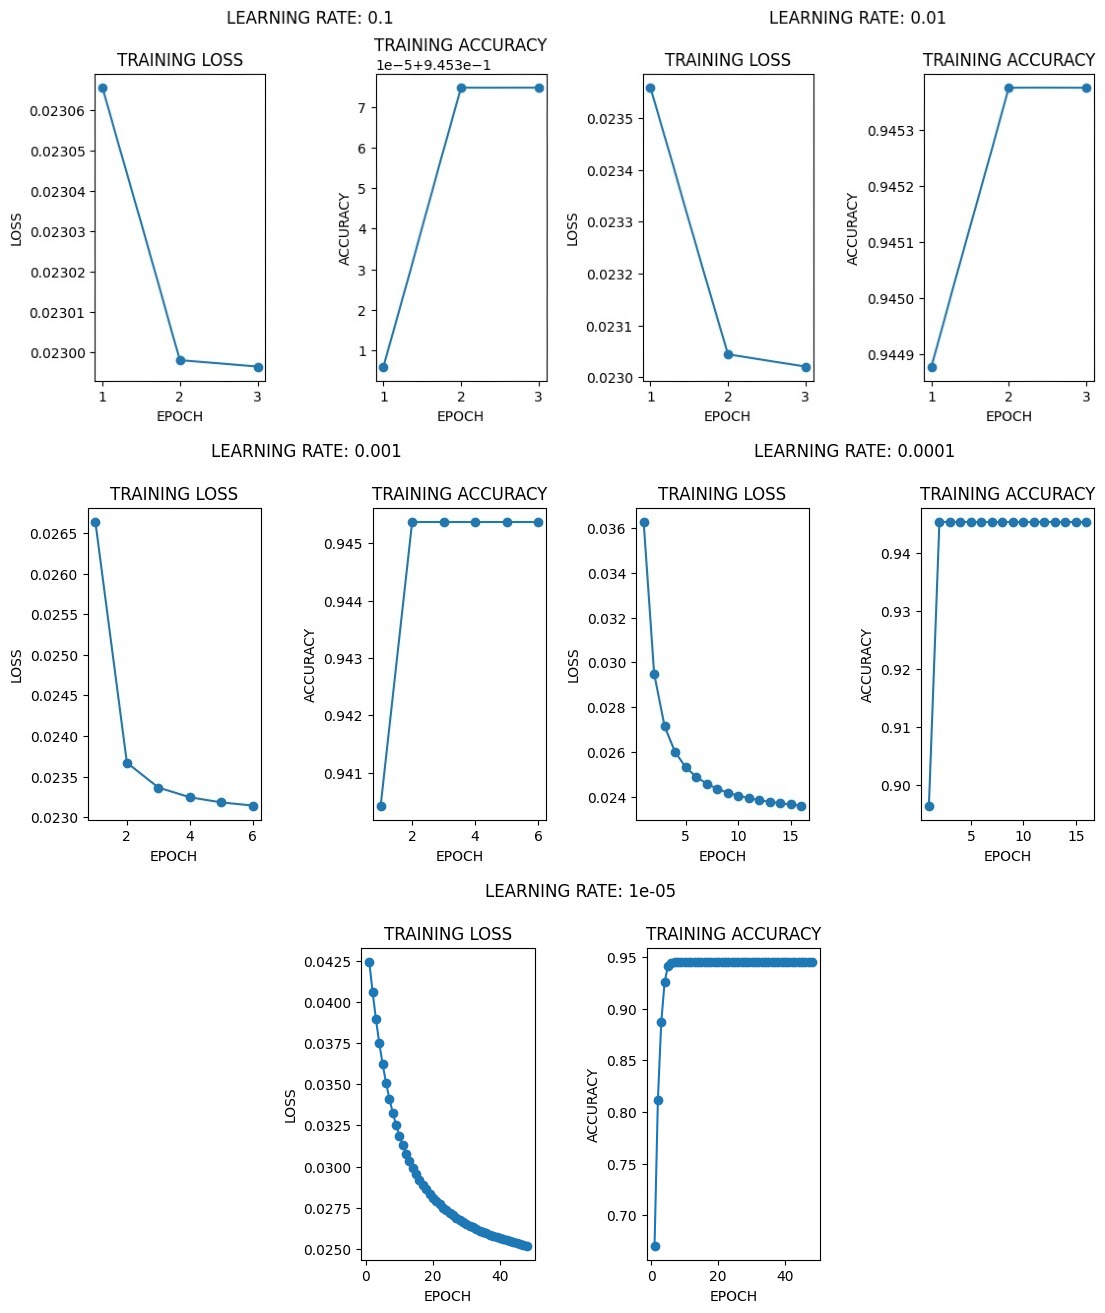 LEARNING RATE: 0.1
TRAINING LOSS
0.02306
0.02305
0.02304
0.02303
0.02302
0.02301
0.02300
LOSS
1 2 3
EPOCH
TRAINING ACCURACY
1e−5+9.453e−1
7
6
5
4
3
2
1
ACCURACY
1 2 3
EPOCH
LEARNING RATE: 0.01
TRAINING LOSS
0.0235
0.0234
0.0233
0.0232
0.0231
0.0230
LOSS
1 2 3
EPOCH
TRAINING ACCURACY
0.9453
0.9452
0.9451
0.9450
0.9449
ACCURACY
1 2 3
EPOCH
LEARNING RATE: 0.001
TRAINING LOSS
0.0265
0.0260
0.0255
0.0250
0.0245
0.0240
0.0235
0.0230
LOSS
2 4 6
EPOCH
TRAINING ACCURACY
0.945
0.944
0.943
0.942
0.941
ACCURACY
2 4 6
EPOCH
LEARNING RATE: 0.0001
TRAINING LOSS
0.036
0.034
0.032
0.030
0.028
0.026
0.024
LOSS
5 10 15
EPOCH
TRAINING ACCURACY
0.94
0.93
0.92
0.91
0.90
ACCURACY
5 10 15
EPOCH
LEARNING RATE: 1e-05
TRAINING LOSS
0.0425
0.0400
0.0375
0.0350
0.0325
0.0300
0.0275
0.0250
LOSS
0 20 40
EPOCH
TRAINING ACCURACY
0.95
0.90
0.85
0.80
0.75
0.70
ACCURACY
0 20 40
EPOCH